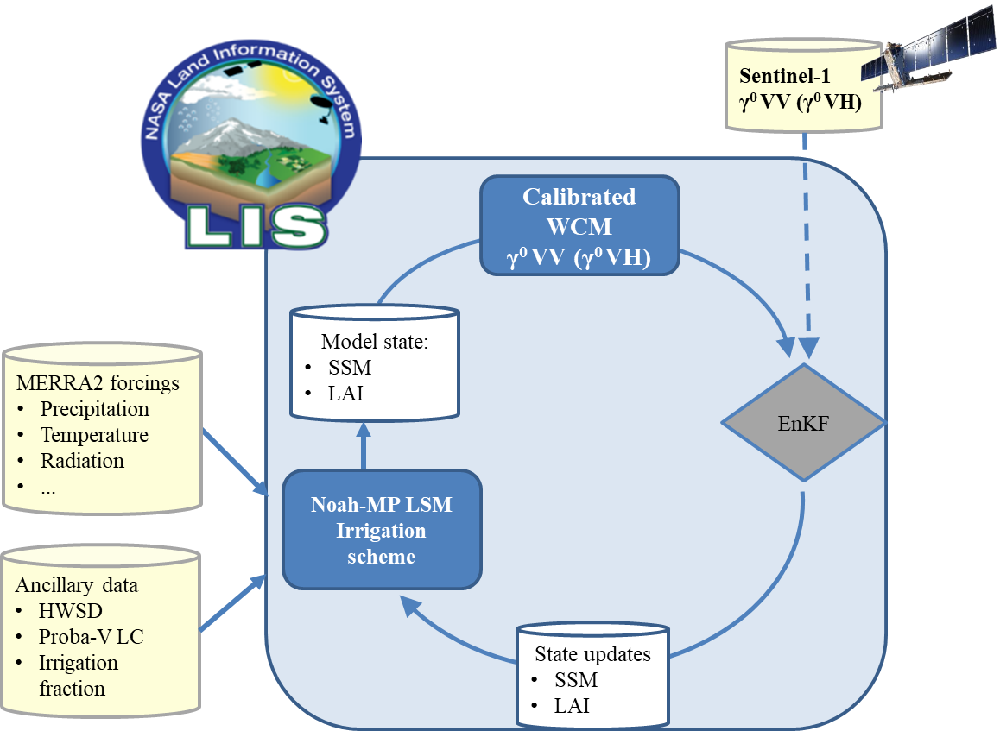 NASA Land Information System
LIS
Sentinel-1
γ⁰ VV (γ⁰ VH)
Calibrated
WCM
γ⁰ VV (γ⁰ VH)
Model state:
• SSM
• LAI
MERRA2 forcings
• Precipitation
• Temperature
• Radiation
• ...
EnKF
Noah-MP LSM
Irrigation
scheme
Ancillary data
• HWSD
• Proba-V LC
• Irrigation
fraction
State updates
• SSM
• LAI